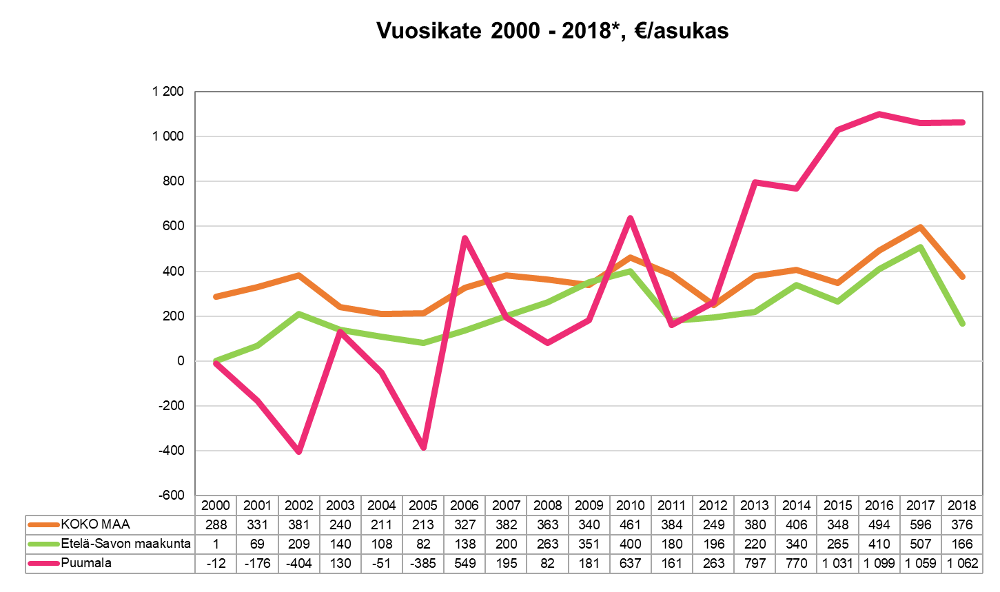 Vuosikate 2000 - 2018*, €/asukas
1 200
1 000
800
600
400
200
0
-200
-400
-600
2000 2001 2002 2003 2004 2005 2006 2007 2008 2009 2010 2011 2012 2013 2014 2015 2016 2017 2018
KOKO MAA 288 331 381 240 211 213 327 382 363 340 461 384 249 380 406 348 494 596 376
Etelä-Savon maakunta 1 69 209 140 108 82 138 200 263 351 400 180 196 220 340 265 410 507 166
Puumala -12 -176 -404 130 -51 -385 549 195 82 181 637 161 263 797 770 1 031 1 099 1 059 1 062